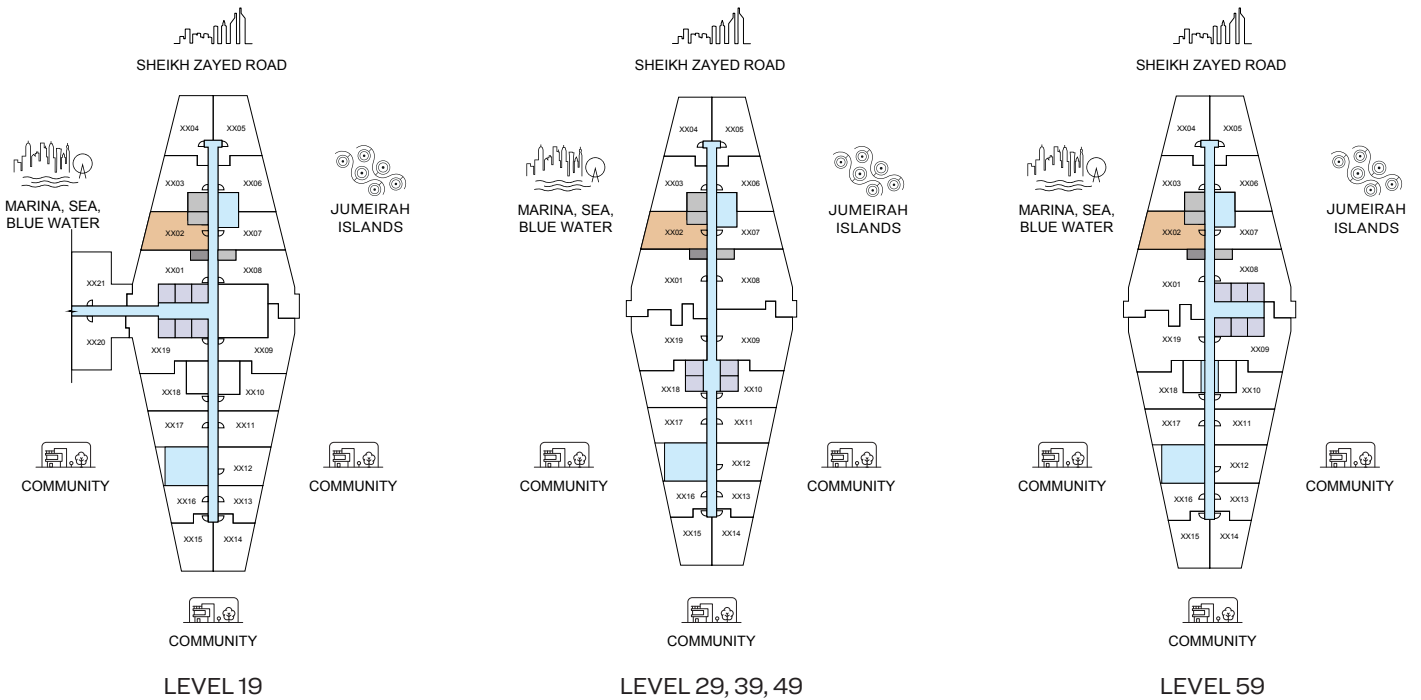 SHEIKH ZAYED ROAD
XX04 XX05
MARINA, SEA,
BLUE WATER
XX03 XX06
JUMEIRAH
ISLANDS
XX02 XX07
XX01 XX08
XX21
XX20
XX19 XX09
XX18 XX10
XX17 XX11
XX12
COMMUNITY
COMMUNITY
XX16 XX13
XX15 XX14
COMMUNITY
LEVEL 19
SHEIKH ZAYED ROAD
XX04 XX05
MARINA, SEA,
BLUE WATER
XX03 XX06
JUMEIRAH
ISLANDS
XX02 XX07
XX01 XX08
XX19 XX09
XX18 XX10
XX17 XX11
XX12
COMMUNITY
COMMUNITY
XX16 XX13
XX15 XX14
COMMUNITY
LEVEL 29, 39, 49
SHEIKH ZAYED ROAD
XX04 XX05
MARINA, SEA,
BLUE WATER
XX03 XX06
JUMEIRAH
ISLANDS
XX02 XX07
XX01 XX08
XX19 XX09
XX18 XX10
XX17 XX11
XX12
COMMUNITY
COMMUNITY
XX16 XX13
XX15 XX14
COMMUNITY
LEVEL 59